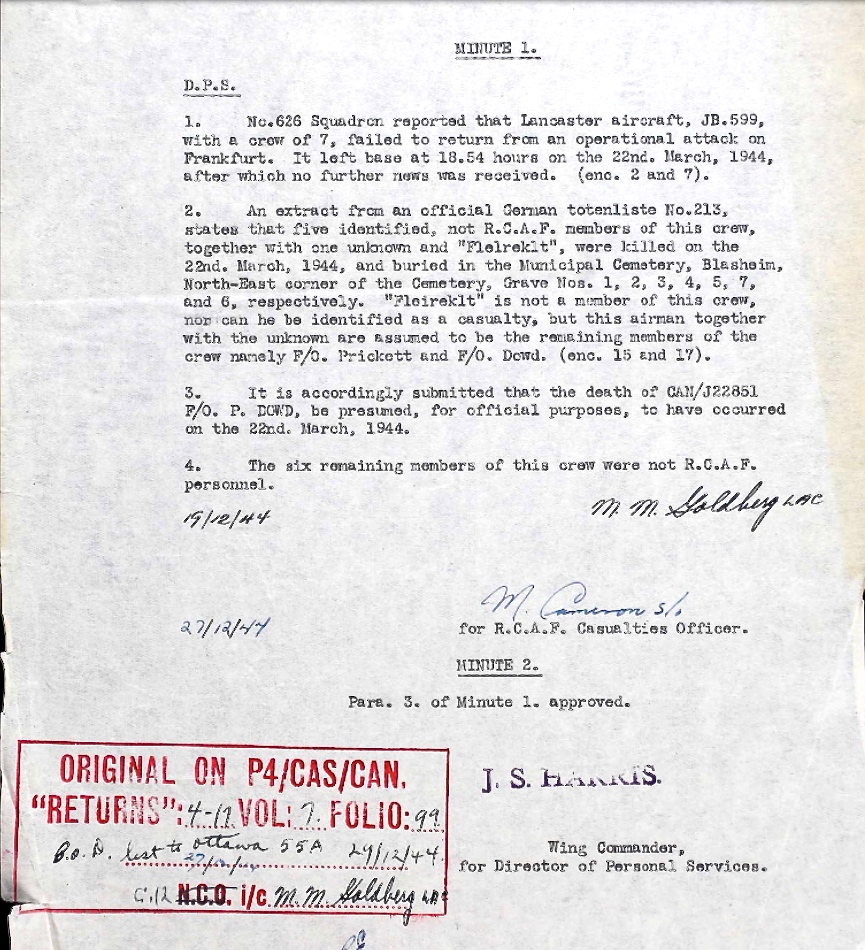 MINUTE 1.
D.P.S.
1. No.626 Squadron reported that Lancaster aircraft, JB.599,
with a crew of 7, failed to return from an operational attack on
Frankfurt. It left base at 18.54 hours on the 22nd. March, 1944,
after which no further news was received. (enc. 2 and 7).
2. An extract from an official German totenliste No.213,
states that five identified, not R.C.A.F. members of this crew,
together with one unknown and "Fleireklt", were killed on the
22nd. March, 1944, and buried in the Municipal Cemetery, Blasheim,
North-East corner of the Cemetery, Grave Nos. 1, 2, 3, 4, 5, 7,
and 6, respectively. "Fleireklt" is not a member of this crew,
nor can he be identified as a casualty, but this airman together
with the unknown are assumed to be the remaining members of the
crew namely F/O. Prickett and F/O. Dowd. (enc. 15 and 17).
3. It is accordingly submitted that the death of CAN/J22851
F/O. P. DOWD, be presumed, for official purposes, to have occurred
on the 22nd. March, 1944.
4. The six remaining members of this crew were not R.C.A.F.
personnel.
19/12/44 M. M. Goldberg LAC
M. Cameron S/O
27/12/44 for R.C.A.F. Casualties Officer.
MINUTE 2.
Para. 3. of Minute 1. approved.
J. S. HARRIS.
Wing Commander,
for Director of Personal Services.
ORIGINAL ON P4/CAS/CAN.
"RETURNS": 4-17 VOL: 7. FOLIO: 99
B.O.D. list to Ottawa 55A 29/12/44.
N.C.O. i/c M. M. Goldberg LAC